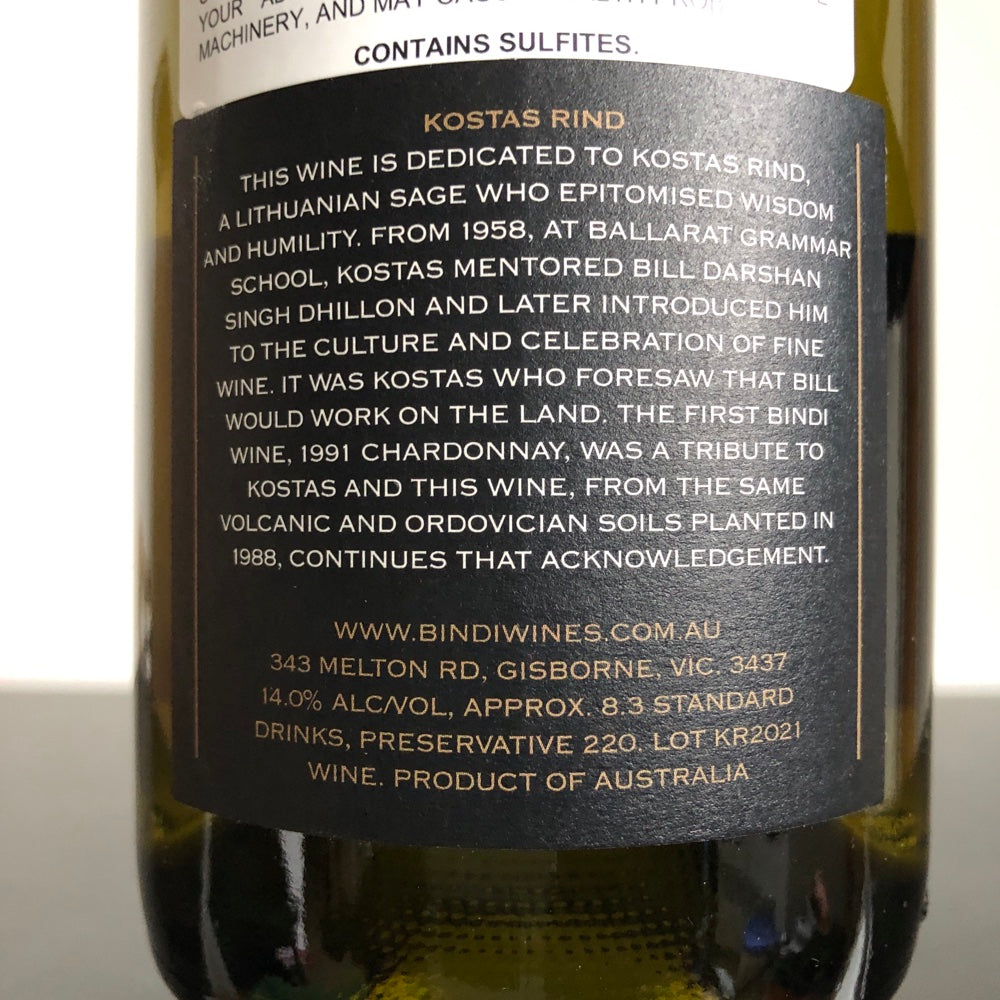 YOUR
MACHINERY, AND MAY
CONTAINS SULFITES.
KOSTAS RIND
THIS WINE IS DEDICATED TO KOSTAS RIND,
A LITHUANIAN SAGE WHO EPITOMISED WISDOM
AND HUMILITY. FROM 1958, AT BALLARAT GRAMMAR
SCHOOL, KOSTAS MENTORED BILL DARSHAN
SINGH DHILLON AND LATER INTRODUCED HIM
TO THE CULTURE AND CELEBRATION OF FINE
WINE. IT WAS KOSTAS WHO FORESAW THAT BILL
WOULD WORK ON THE LAND. THE FIRST BINDI
WINE, 1991 CHARDONNAY, WAS A TRIBUTE TO
KOSTAS AND THIS WINE, FROM THE SAME
VOLCANIC AND ORDOVICIAN SOILS PLANTED IN
1988, CONTINUES THAT ACKNOWLEDGEMENT.
WWW.BINDIWINES.COM.AU
343 MELTON RD, GISBORNE, VIC. 3437
14.0% ALC/VOL, APPROX. 8.3 STANDARD
DRINKS, PRESERVATIVE 220. LOT KR2021
WINE. PRODUCT OF AUSTRALIA